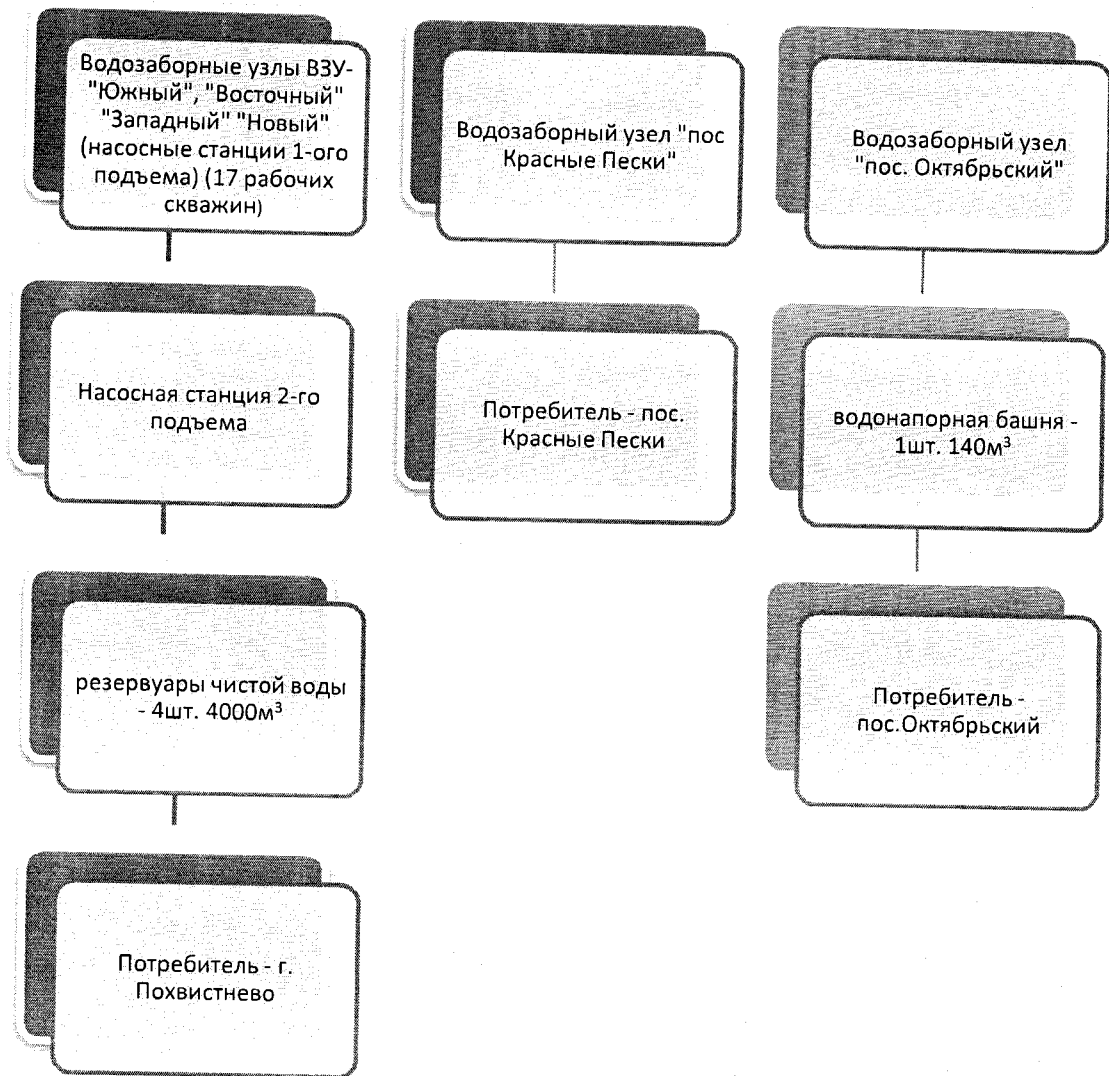 Водозаборные узлы ВЗУ-
"Южный", "Восточный"
"Западный" "Новый"
(насосные станции 1-ого
подъема) (17 рабочих
скважин)
Насосная станция 2-го
подъема
резервуары чистой воды
- 4шт. 4000м³
Потребитель - г.
Похвистнево
Водозаборный узел "пос
Красные Пески"
Потребитель - пос.
Красные Пески
Водозаборный узел
"пос. Октябрьский"
водонапорная башня -
1шт. 140м³
Потребитель -
пос.Октябрьский